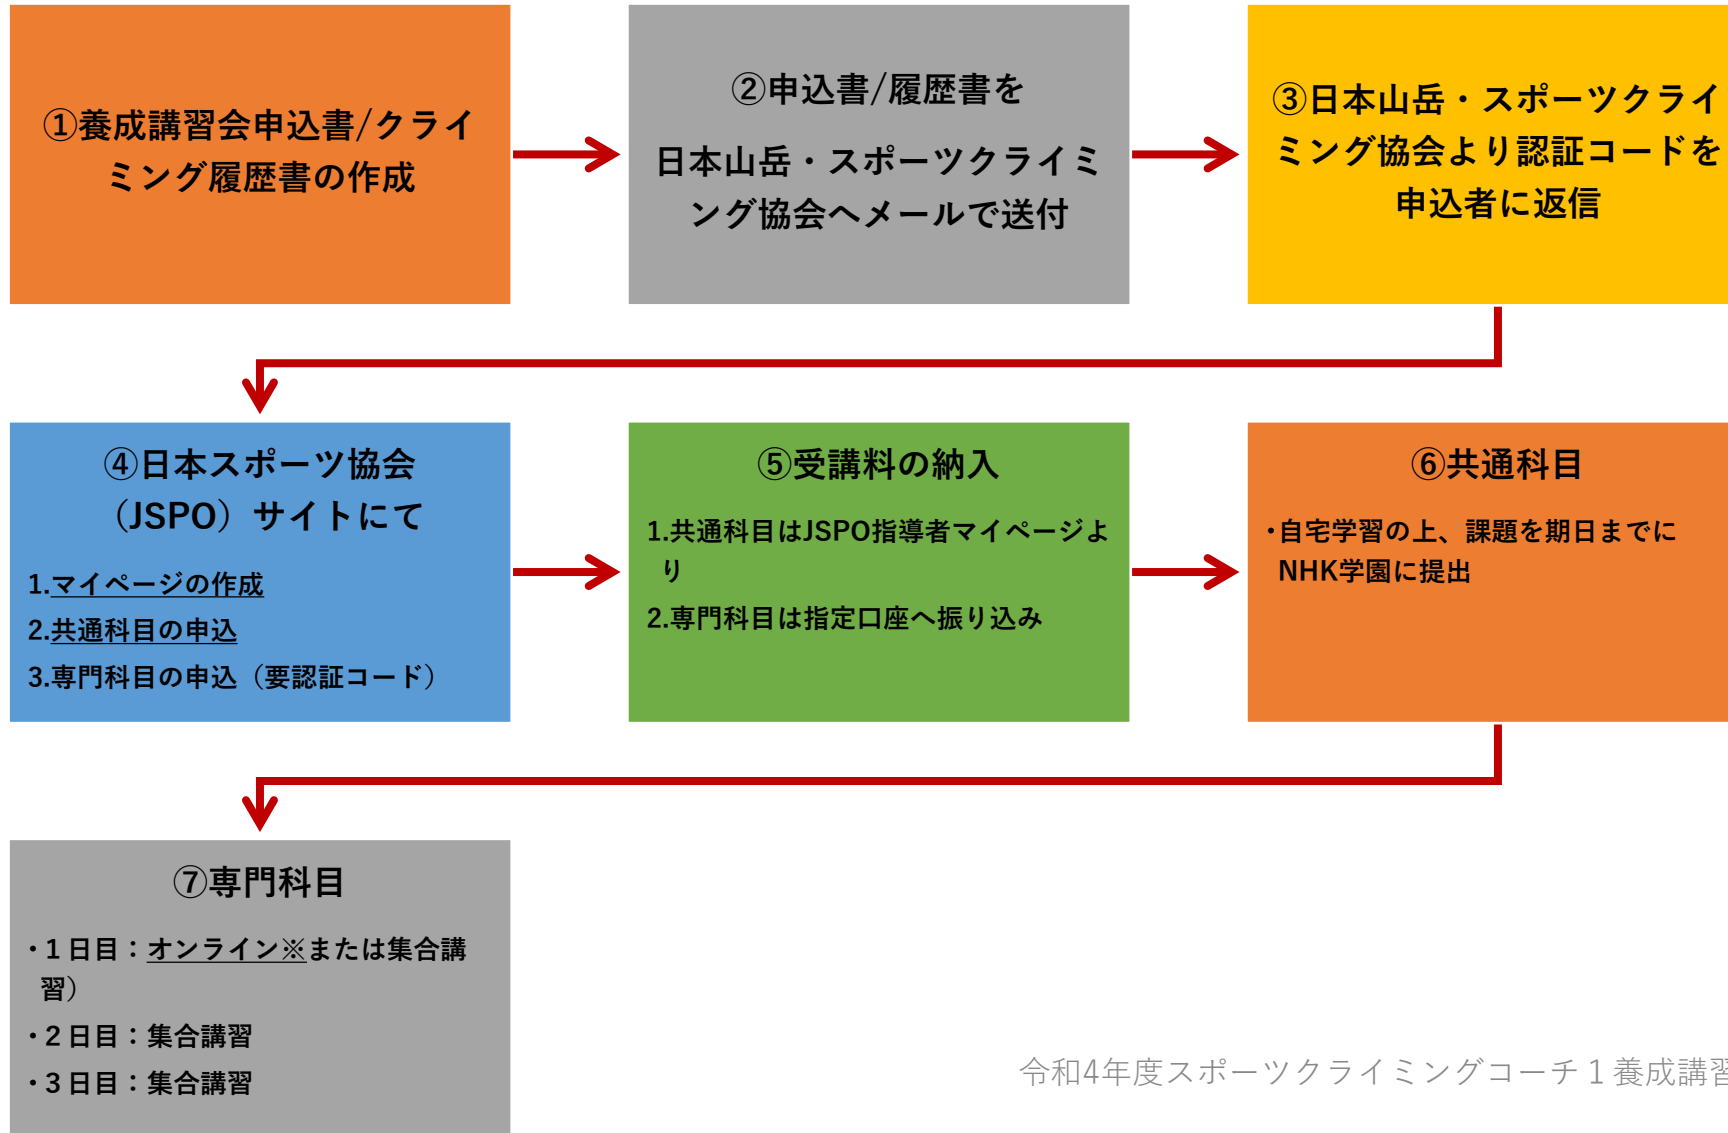 ①養成講習会申込書/クライ
ミング履歴書の作成
②申込書/履歴書を
日本山岳・スポーツクライミ
ング協会へメールで送付
③日本山岳・スポーツクライ
ミング協会より認証コードを
申込者に返信
④日本スポーツ協会
（JSPO）サイトにて
1.マイページの作成
2.共通科目の申込
3.専門科目の申込（要認証コード）
⑤受講料の納入
1.共通科目はJSPO指導者マイページよ
り
2.専門科目は指定口座へ振り込み
⑥共通科目
・自宅学習の上、課題を期日までに
NHK学園に提出
⑦専門科目
・１日目：オンライン※または集合講
習）
・２日目：集合講習
・３日目：集合講習
令和4年度スポーツクライミングコーチ１養成講習